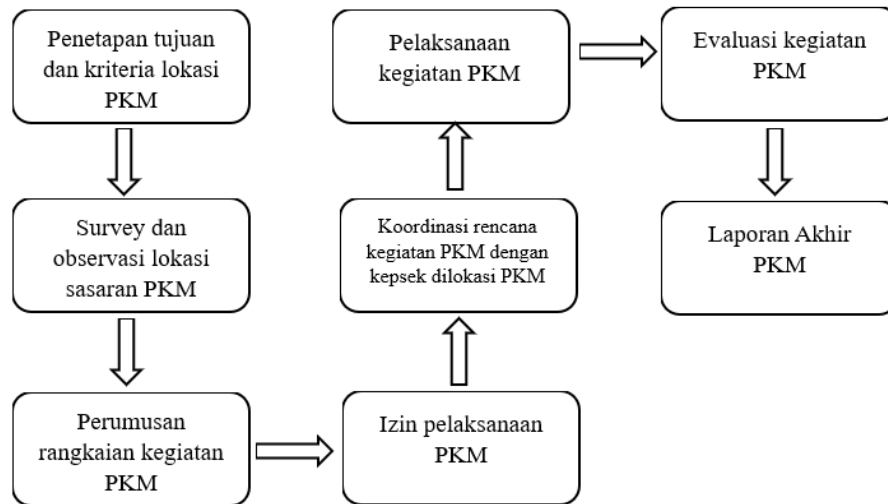 Penetapan tujuan
dan kriteria lokasi
PKM
Survey dan
observasi lokasi
sasaran PKM
Perumusan
rangkaian kegiatan
PKM
Izin pelaksanaan
PKM
Koordinasi rencana
kegiatan PKM dengan
kepsek dilokasi PKM
Pelaksanaan
kegiatan PKM
Evaluasi kegiatan
PKM
Laporan Akhir
PKM